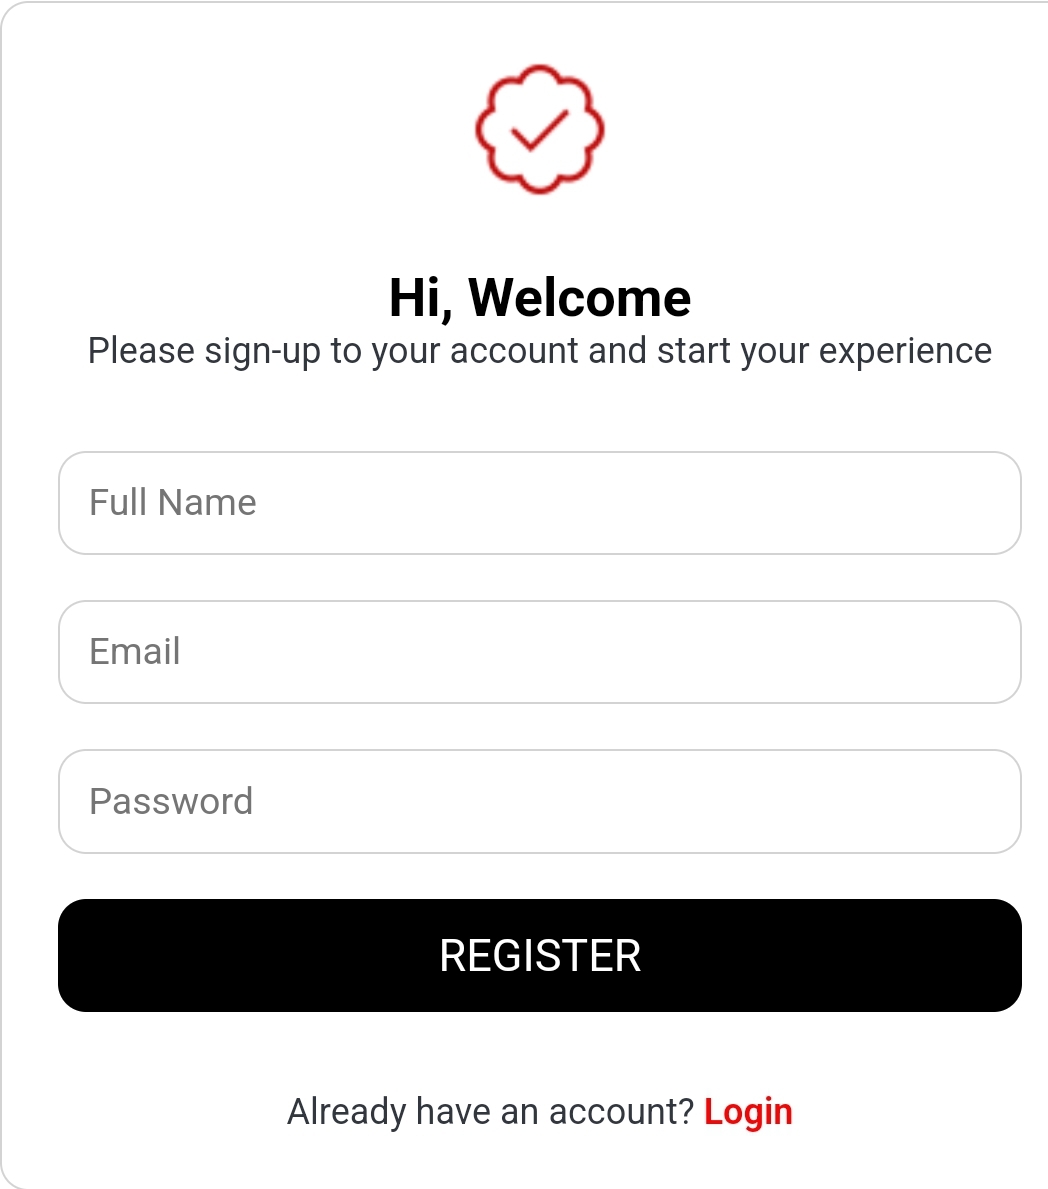 Hi, Welcome
Please sign-up to your account and start your experience
Full Name
Email
Password
REGISTER
Already have an account? Login